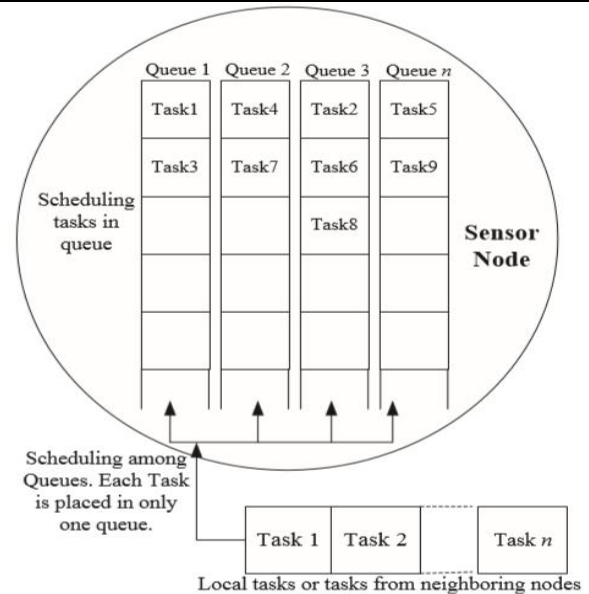 Queue 1 Queue 2 Queue 3 Queue n
Task1 Task4 Task2 Task5
Task3 Task7 Task6 Task9
Task8
Scheduling
tasks in
queue
Sensor
Node
Scheduling among
Queues. Each Task
is placed in only
one queue.
Task 1 Task 2 Task n
Local tasks or tasks from neighboring nodes